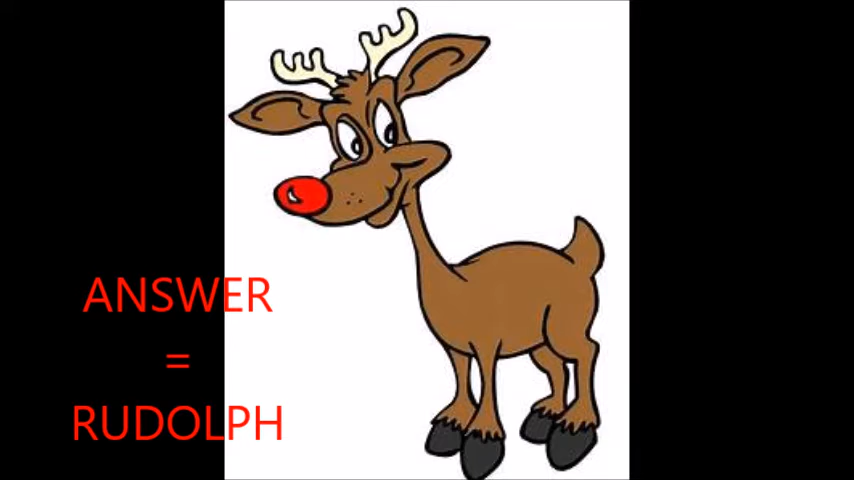 ANSWER
=
RUDOLPH